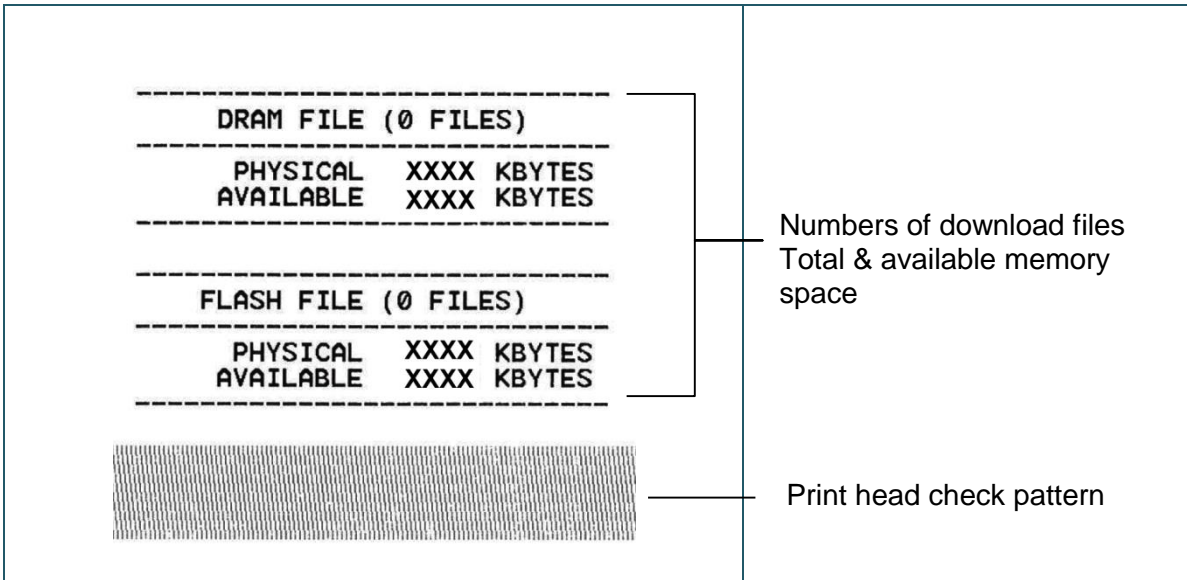 DRAM FILE (0 FILES)
PHYSICAL XXXX KBYTES
AVAILABLE XXXX KBYTES
FLASH FILE (0 FILES)
PHYSICAL XXXX KBYTES
AVAILABLE XXXX KBYTES
Numbers of download files
Total & available memory
space
Print head check pattern